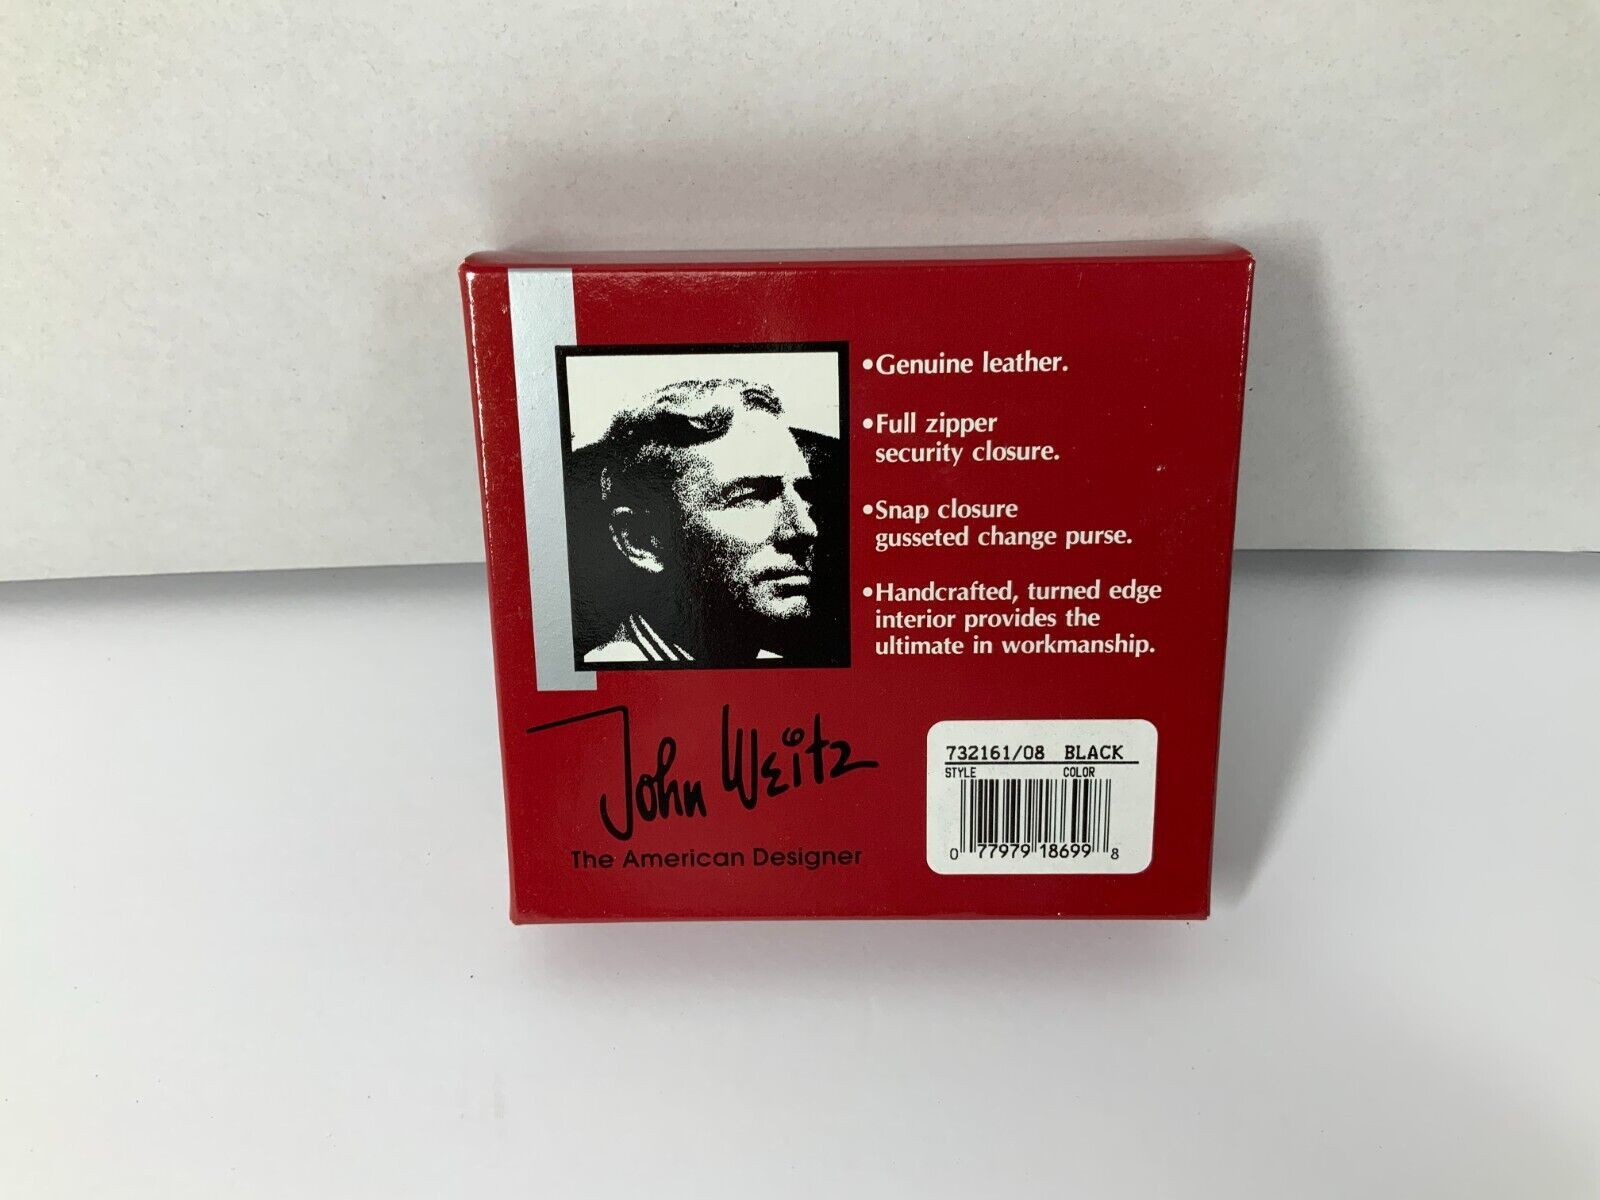 •Genuine leather.
•Full zipper
security closure.
•Snap closure
gusseted change purse.
•Handcrafted, turned edge
interior provides the
ultimate in workmanship.
John Weitz
The American Designer
732161/08 BLACK
STYLE COLOR
0 77979 18699 8